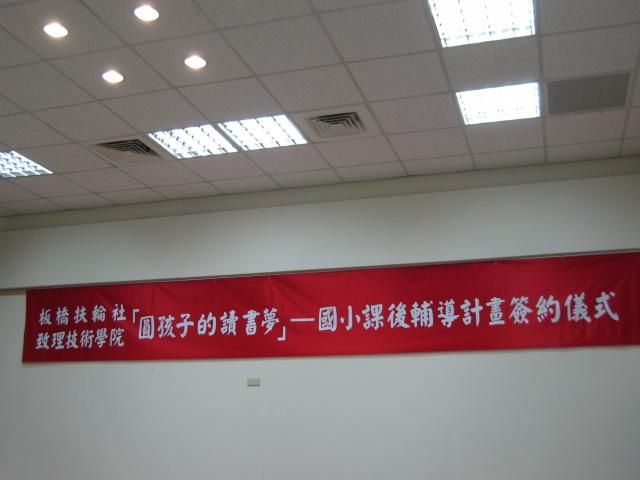 板橋扶輪社
致理技術學院
「圓孩子的讀書夢」—國小課後輔導計畫簽約儀式